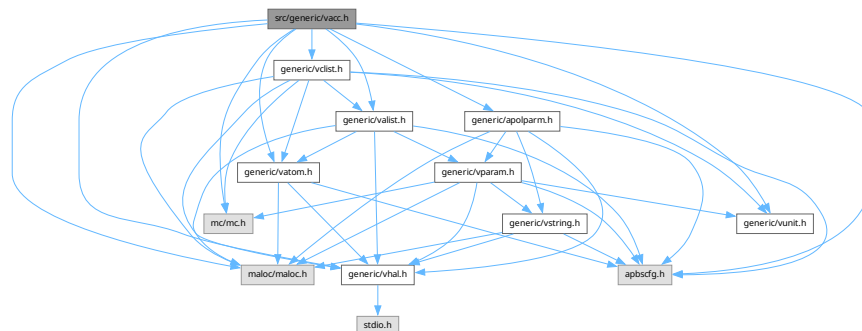 src/generic/vacc.h
generic/vclist.h
generic/valist.h
generic/apolparm.h
generic/vatom.h
generic/vparam.h
mc/mc.h
generic/vstring.h
generic/vunit.h
maloc/maloc.h
generic/vhal.h
apbscfg.h
stdio.h